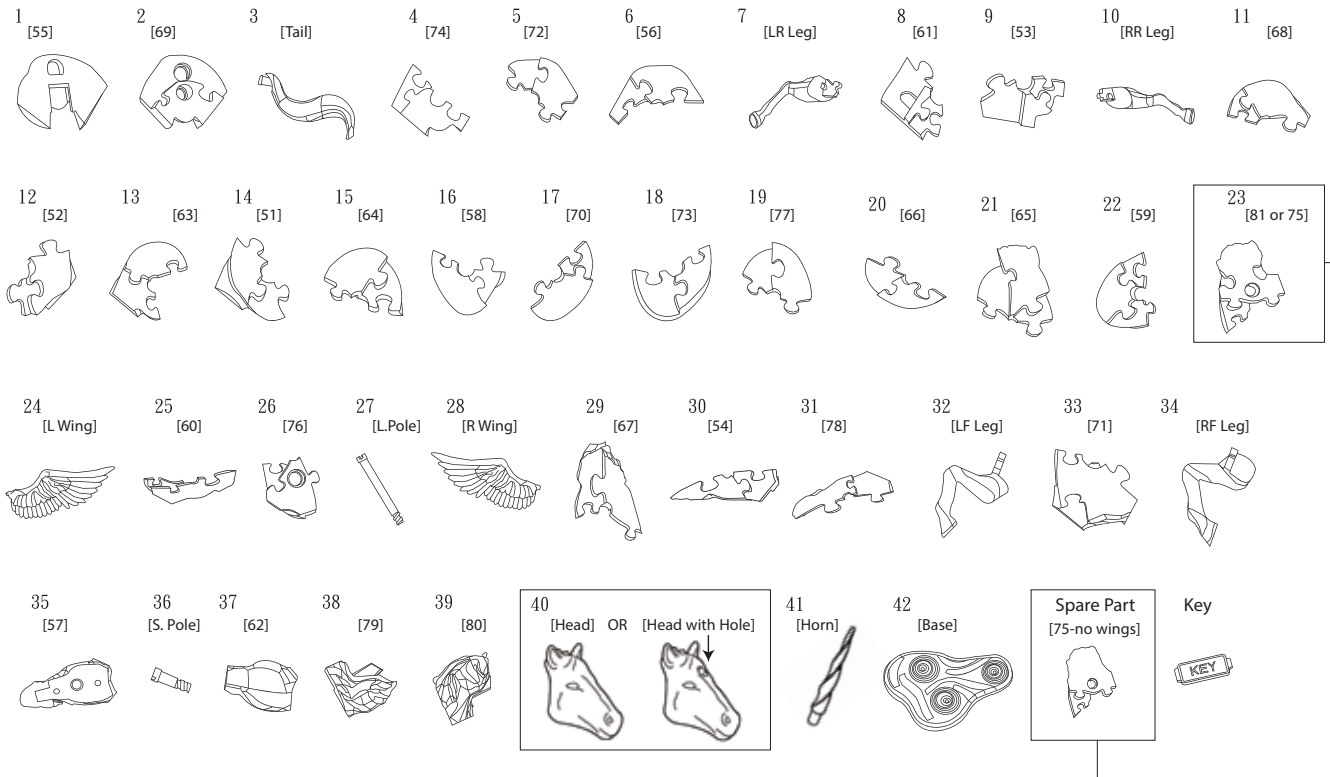 1 2 3 4 5 6 7 8 9 10 11
[55] [69] [Tail] [74] [72] [56] [LR Leg] [61] [53] [RR Leg] [68]
12 13 14 15 16 17 18 19 20 21 22 23
[52] [63] [51] [64] [58] [70] [73] [77] [66] [65] [59] [81 or 75]
24 25 26 27 28 29 30 31 32 33 34
[L Wing] [60] [76] [L.Pole] [R Wing] [67] [54] [78] [LF Leg] [71] [RF Leg]
35 36 37 38 39 40 41 42 Spare Part Key
[57] [S. Pole] [62] [79] [80] [Head] OR [Head with Hole] [Horn] [Base] [75-no wings]
KEY